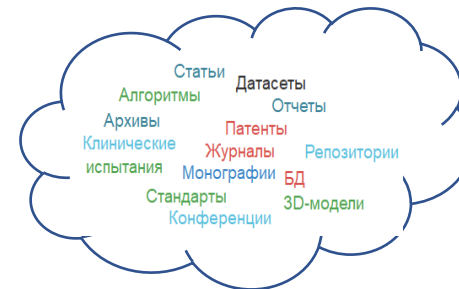 Статьи
Датасеты
Алгоритмы
Отчеты
Архивы
Патенты
Клинические
испытания
Журналы
Репозитории
Монографии
БД
Стандарты
3D-модели
Конференции